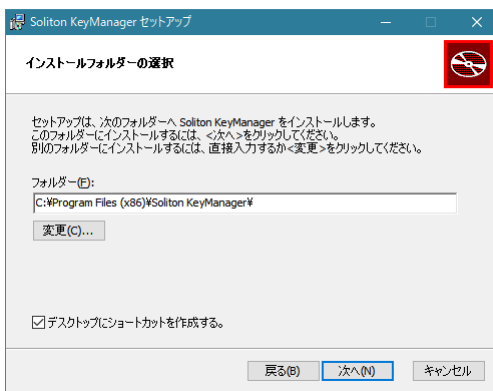 Soliton KeyManager セットアップ
インストールフォルダーの選択
セットアップは、次のフォルダーへ Soliton KeyManager をインストールします。
このフォルダーにインストールするには、<次へ>をクリックしてください。
別のフォルダーにインストールするには、直接入力するか<変更>をクリックしてください。
フォルダー(F):
C:¥Program Files (x86)¥Soliton KeyManager¥
変更(C)...
デスクトップにショートカットを作成する。
戻る(B) 次へ(N) キャンセル